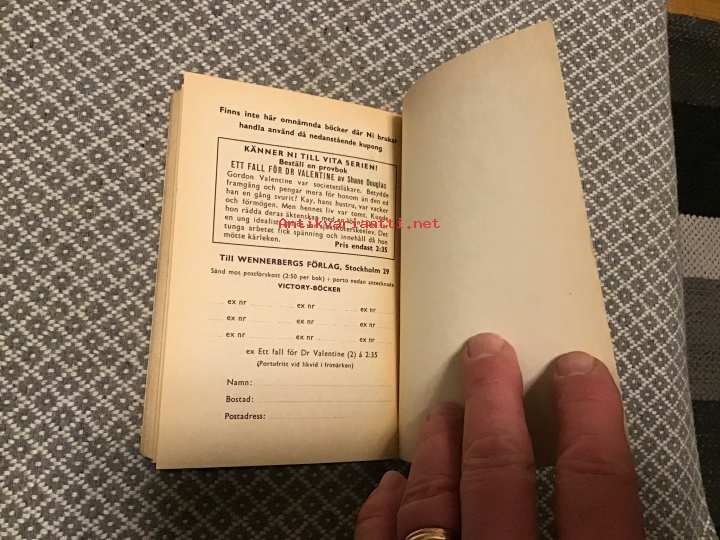 Finns inte här omnämnda böcker där Ni brukar
handla använd då nedanstående kupong
KÄNNER NI TILL VITA SERIEN!
Beställ en provbok
ETT FALL FÖR DR VALENTINE av Shane Douglas
Gordon Valentine var societetsläkare. Betydde
framgång och pengar mera för honom än den ed
han en gång svurit? Kay, hans hustru, var vacker
och förmögen. Men hennes liv var tomt. Kunde
hon rädda deras äktenskap med
en ung Det
tunga arbetet fick spänning och innehåll då hon
mötte kärleken. Pris endast 2:35
Antikvariaatti.net
Till WENNERBERGS FÖRLAG, Stockholm 29
Sänd mot postförskott (2:50 per bok) i porto nedan antecknade
VICTORY-BÖCKER
ex nr ex nr ex nr
ex nr ex nr ex nr
ex nr ex nr ex nr
ex Ett fall för Dr Valentine (2) á 2:35
(Portofritt vid likvid i frimärken)
Namn:
Bostad:
Postadress: